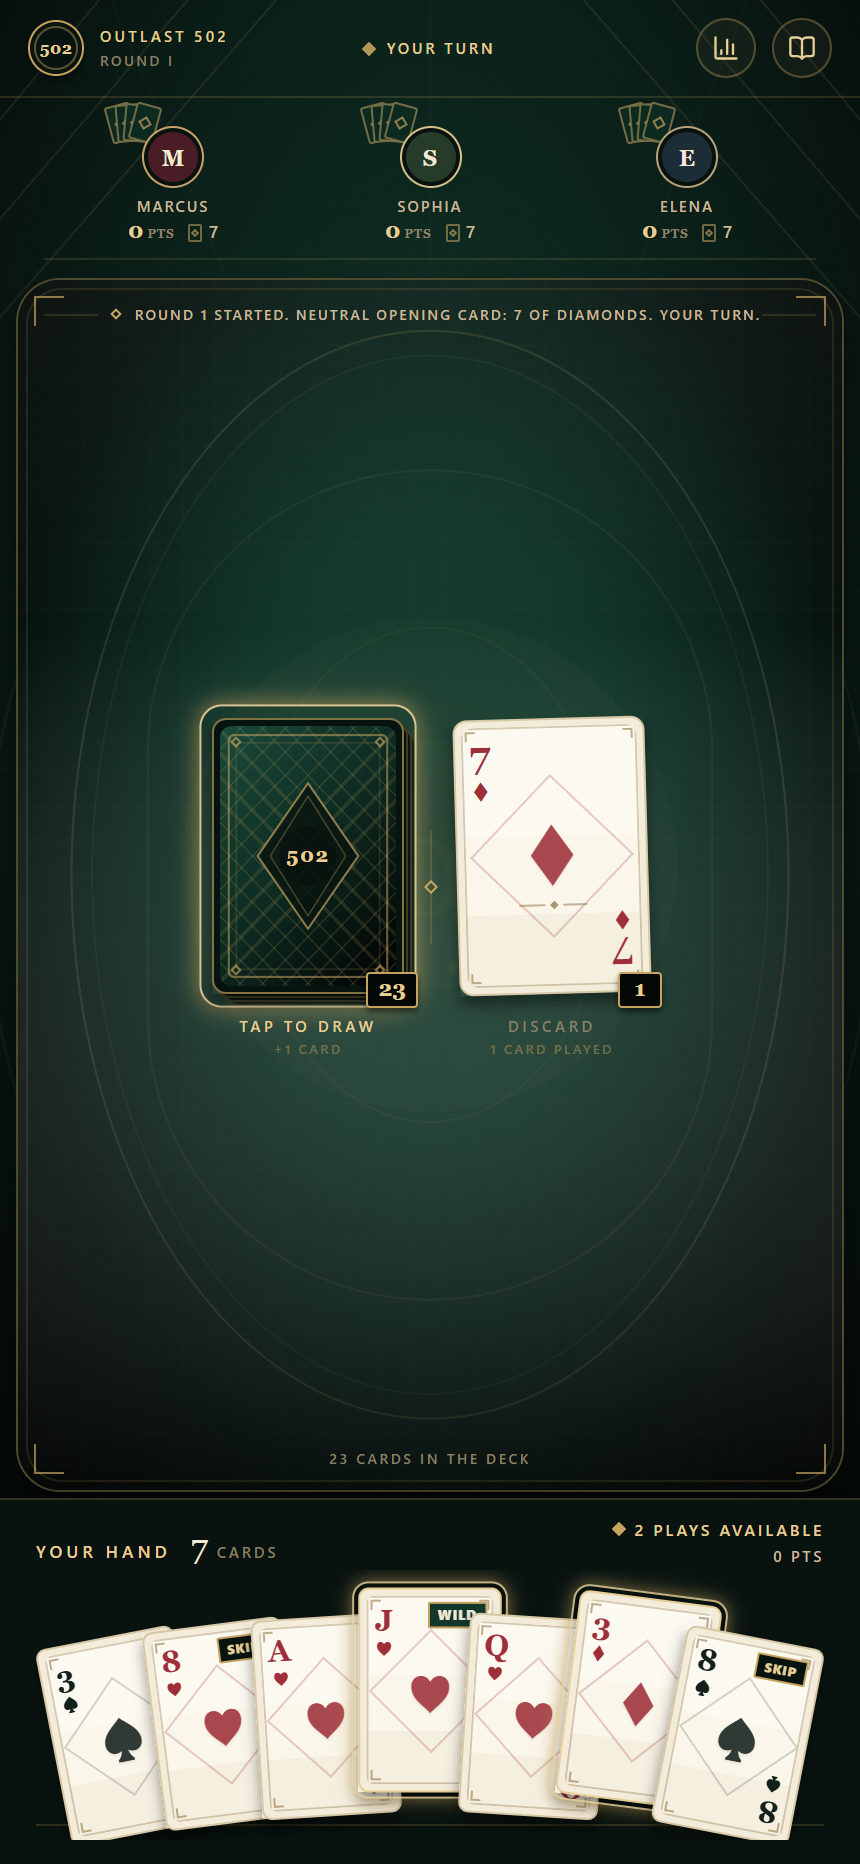 502
OUTLAST 502
ROUND I
YOUR TURN
M
S
E
MARCUS
SOPHIA
ELENA
0 PTS 7
0 PTS 7
0 PTS 7
ROUND 1 STARTED. NEUTRAL OPENING CARD: 7 OF DIAMONDS. YOUR TURN.
502
23
7
7
1
TAP TO DRAW
+1 CARD
DISCARD
1 CARD PLAYED
23 CARDS IN THE DECK
YOUR HAND 7 CARDS
2 PLAYS AVAILABLE
0 PTS
3
8
SKI
A
J
WILD
Q
3
8
SKIP
8